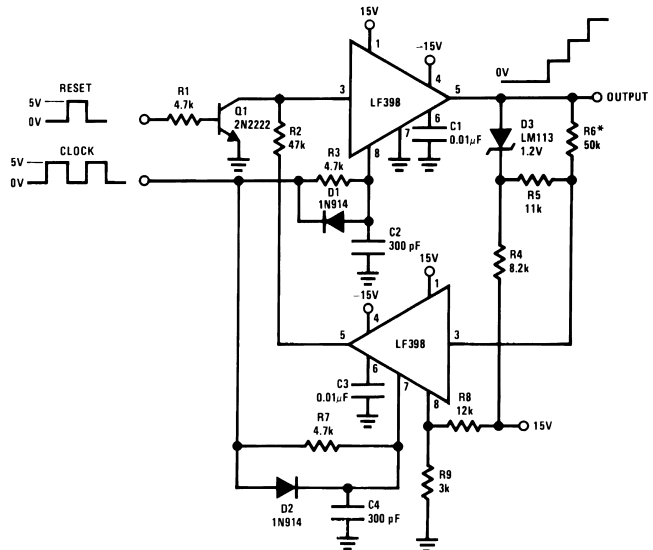 15V
1
-15V
4
RESET
5V
0V
R1
4.7k
Q1
2N2222
3
LF398
5
0V
OUTPUT
CLOCK
5V
0V
R2
47k
R3
4.7k
8
7
6
C1
0.01µF
D3
LM113
1.2V
R6*
50k
D1
1N914
R5
11k
C2
300 pF
R4
8.2k
15V
1
-15V
4
5
LF398
3
6
7
8
C3
0.01µF
R7
4.7k
R8
12k
15V
D2
1N914
C4
300 pF
R9
3k